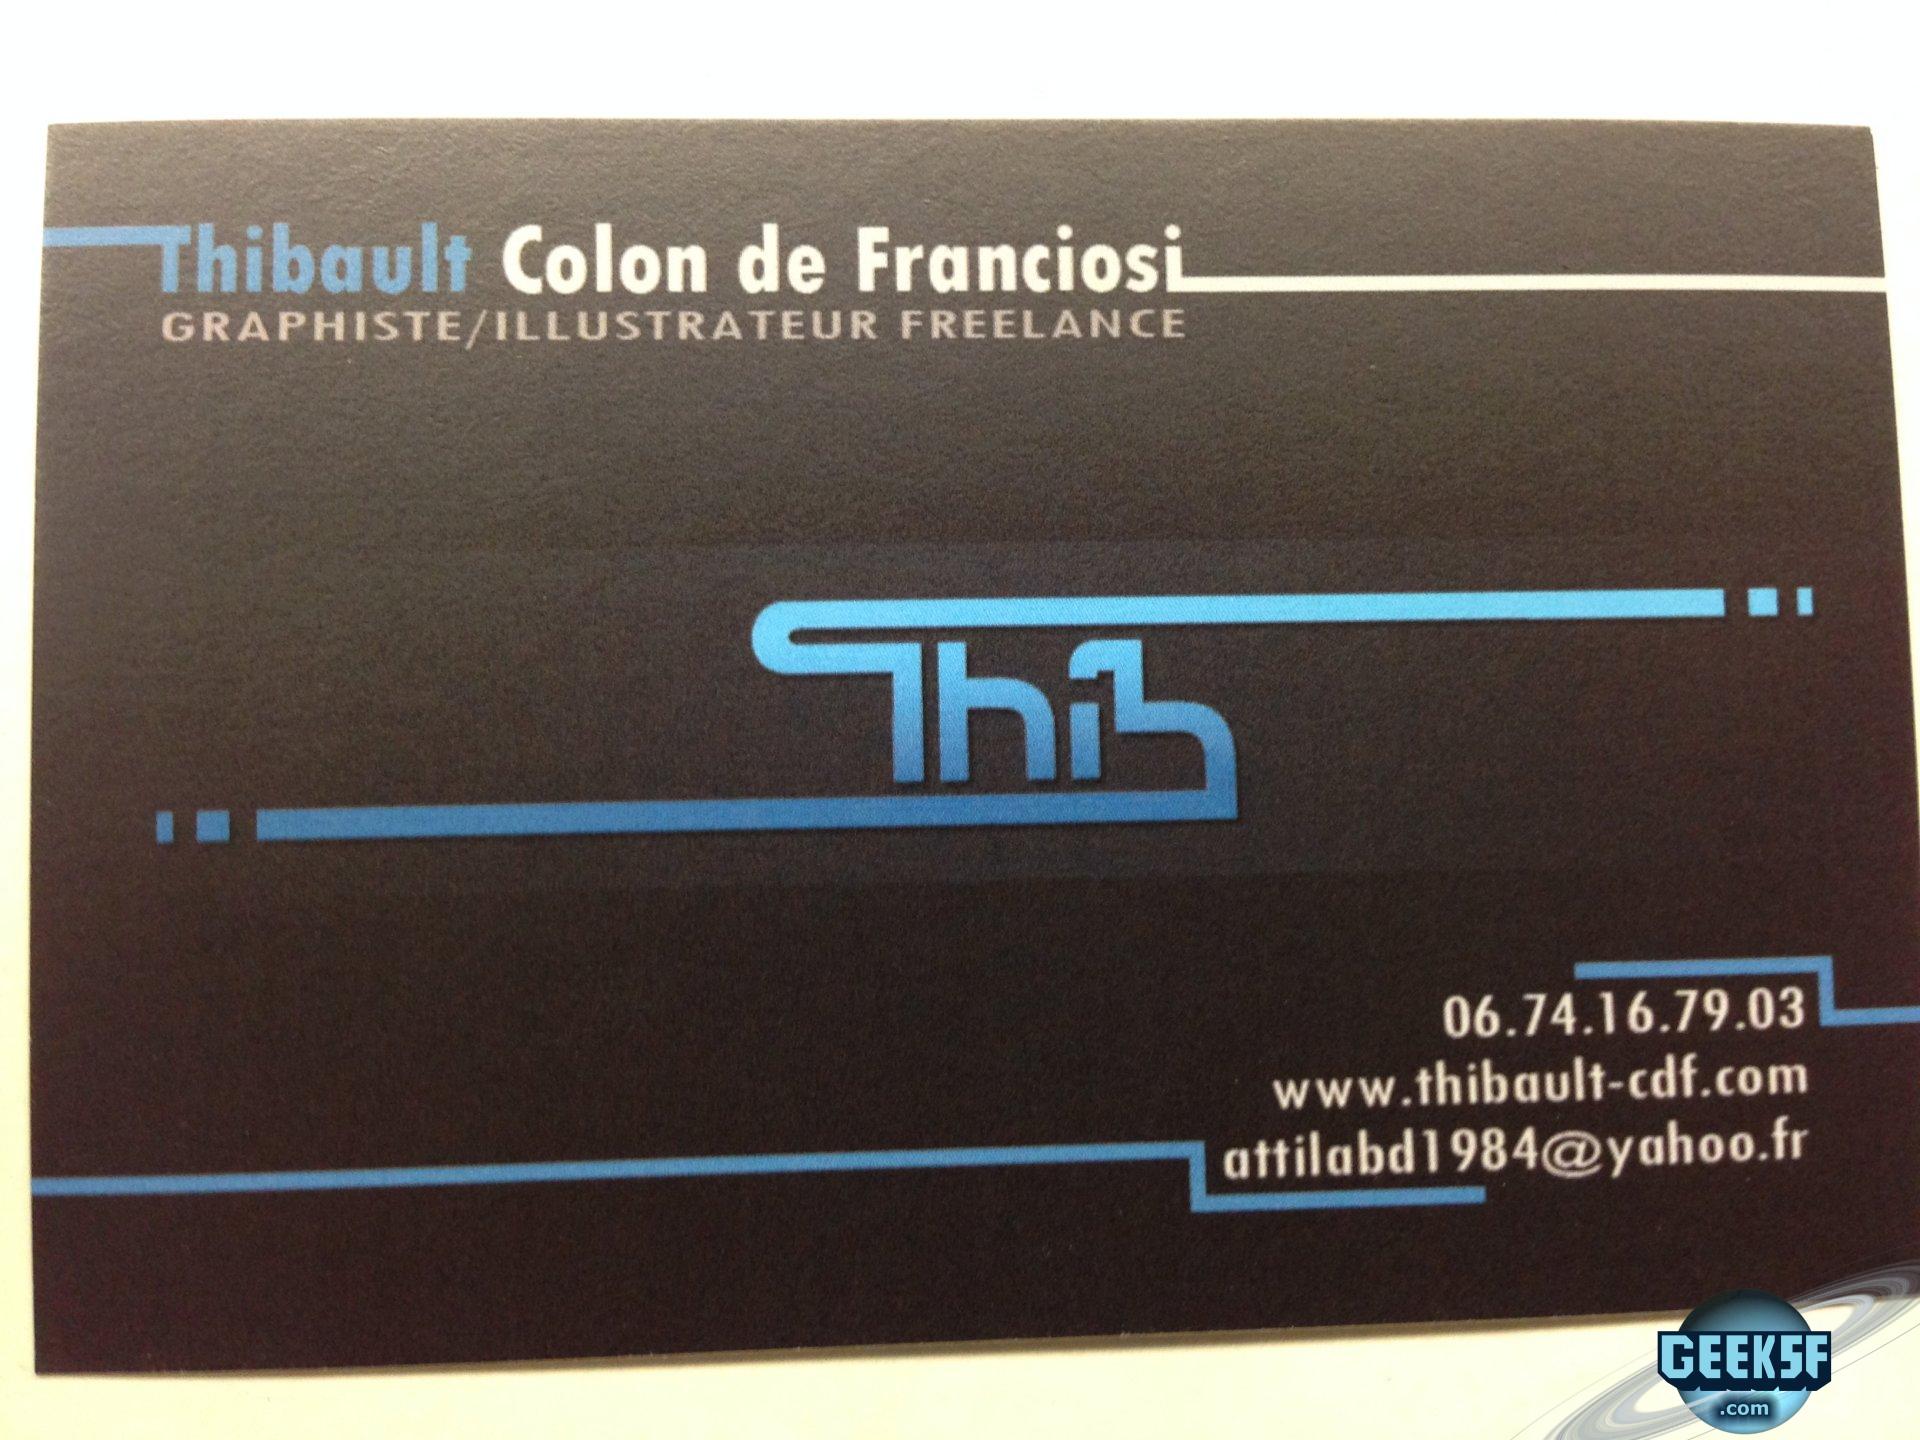 Thibault Colon de Franciosi
GRAPHISTE/ILLUSTRATEUR FREELANCE
Thib
06.74.16.79.03
www.thibault-cdf.com
attilabd1984@yahoo.fr
GEEKSF
.com